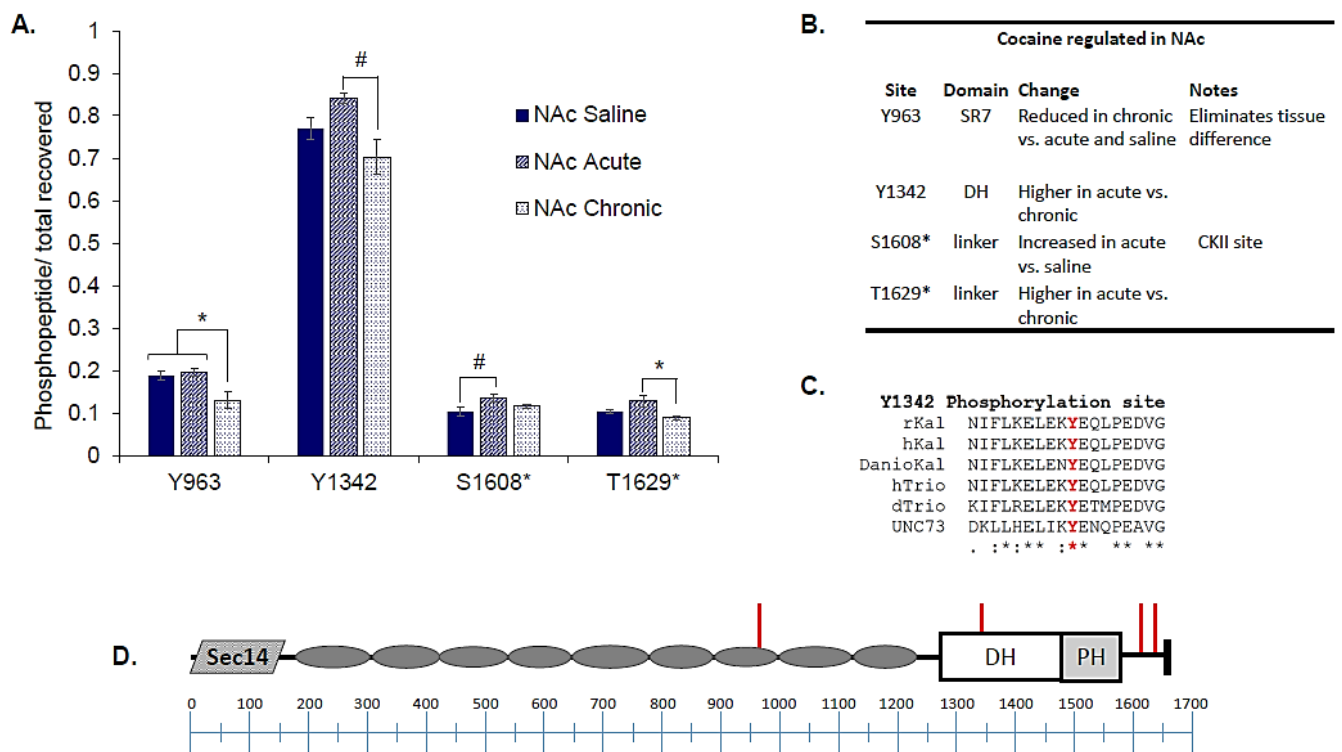 A.
Phosphopeptide/ total recovered
1
0.9
0.8
0.7
0.6
0.5
0.4
0.3
0.2
0.1
0
*
#
#
*
NAc Saline
NAc Acute
NAc Chronic
Y963 Y1342 S1608* T1629*
B.
Cocaine regulated in NAc
Site Domain Change Notes
Y963 SR7 Reduced in chronic Eliminates tissue
vs. acute and saline difference
Y1342 DH Higher in acute vs.
chronic
S1608* linker Increased in acute CKII site
vs. saline
T1629* linker Higher in acute vs.
chronic
C.
Y1342 Phosphorylation site
rKal NIFLKELEKYEQLPEDVG
hKal NIFLKELEKYEQLPEDVG
DanioKal NIFLKELENYEQLPEDVG
hTrio NIFLKELEKYEQLPEDVG
dTrio KIFLRELEKYETMPEDVG
UNC73 DKLLHELIKYENQPEAVG
. :*:** :** ** **
D.
Sec14 DH PH
0 100 200 300 400 500 600 700 800 900 1000 1100 1200 1300 1400 1500 1600 1700